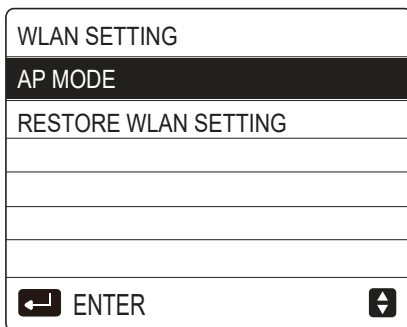 WLAN SETTING
AP MODE
RESTORE WLAN SETTING
ENTER